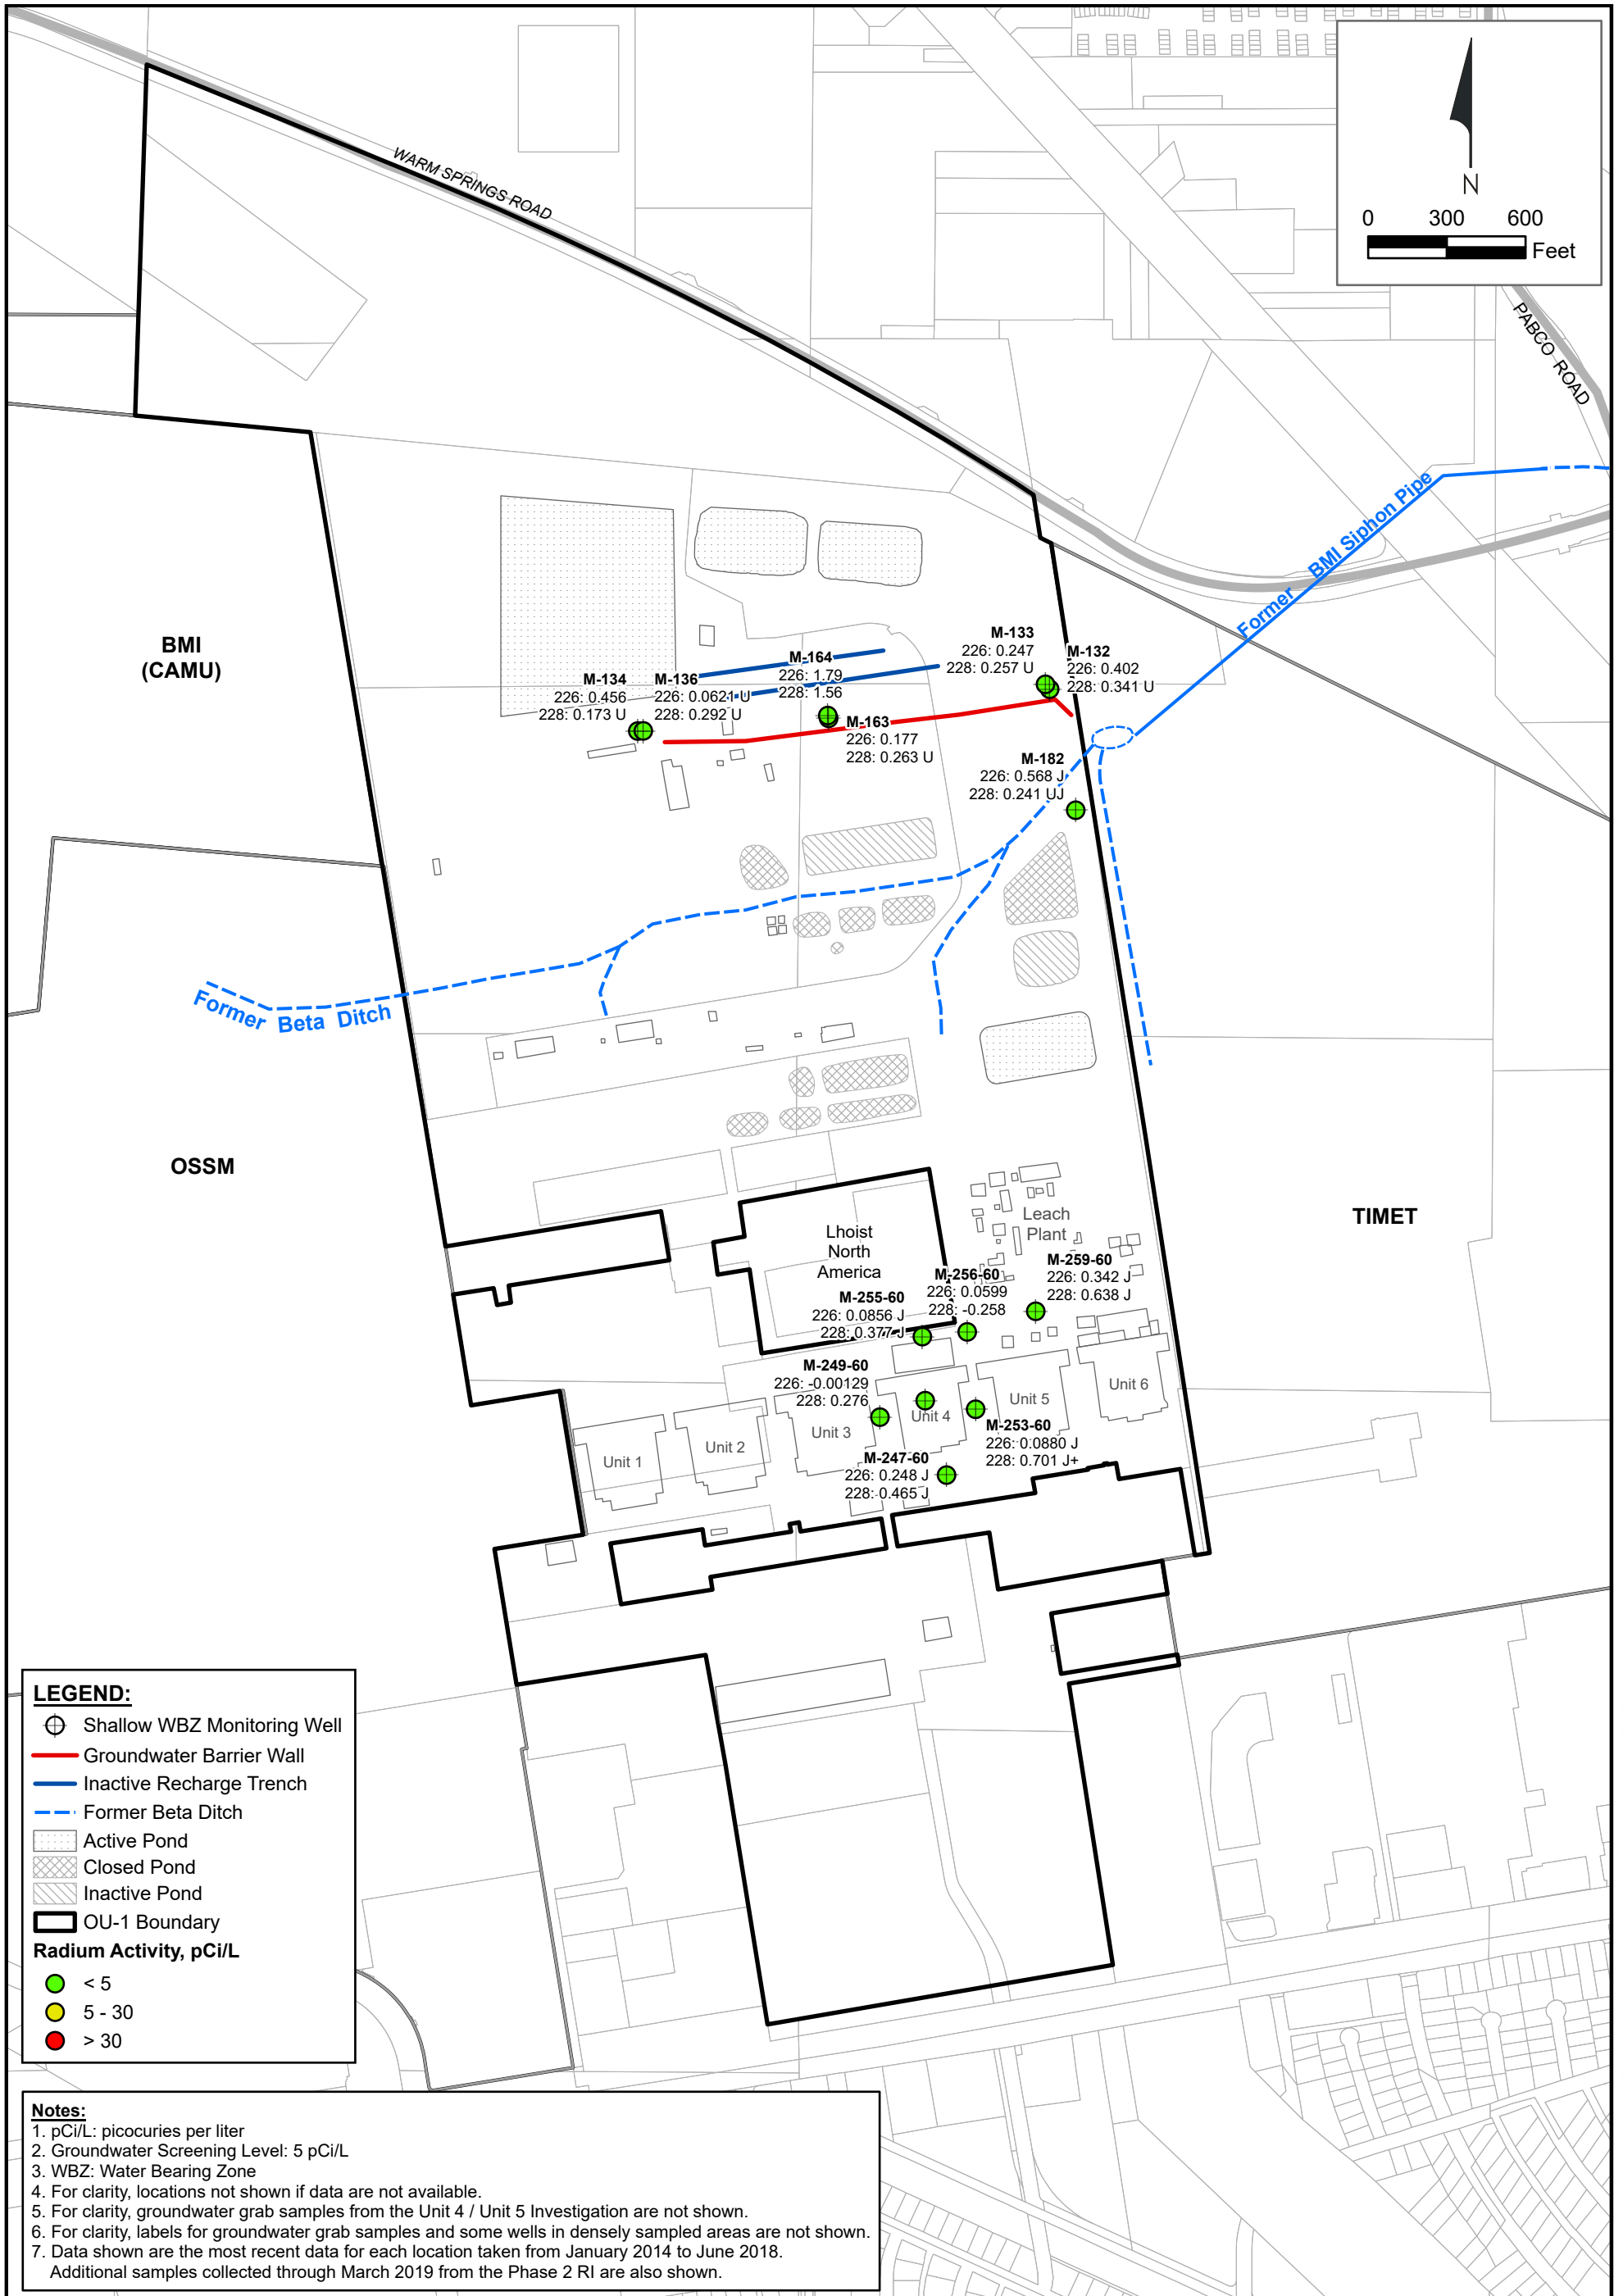 N
0 300 600
Feet
WARM SPRINGS ROAD
PABCO ROAD
Former BMI Siphon Pipe
BMI
(CAMU)
M-133
226: 0.247
228: 0.257 U
M-132
226: 0.402
228: 0.341 U
M-164
226: 1.79
228: 1.56
M-134
226: 0.456
228: 0.173 U
M-136
226: 0.0621 U
228: 0.292 U
M-163
226: 0.177
228: 0.263 U
M-182
226: 0.568 J
228: 0.241 UJ
Former Beta Ditch
OSSM
TIMET
Lhoist
North
America
Leach
Plant
M-259-60
226: 0.342 J
228: 0.638 J
M-256-60
226: 0.0599
228: -0.258
M-255-60
226: 0.0856 J
228: 0.377 J
M-249-60
226: -0.00129
228: 0.276
Unit 6
Unit 5
Unit 4
Unit 3
Unit 2
Unit 1
M-253-60
226: 0.0880 J
228: 0.701 J+
M-247-60
226: 0.248 J
228: 0.465 J
LEGEND:
Shallow WBZ Monitoring Well
Groundwater Barrier Wall
Inactive Recharge Trench
Former Beta Ditch
Active Pond
Closed Pond
Inactive Pond
OU-1 Boundary
Radium Activity, pCi/L
< 5
5 - 30
> 30
Notes:
1. pCi/L: picocuries per liter
2. Groundwater Screening Level: 5 pCi/L
3. WBZ: Water Bearing Zone
4. For clarity, locations not shown if data are not available.
5. For clarity, groundwater grab samples from the Unit 4 / Unit 5 Investigation are not shown.
6. For clarity, labels for groundwater grab samples and some wells in densely sampled areas are not shown.
7. Data shown are the most recent data for each location taken from January 2014 to June 2018.
Additional samples collected through March 2019 from the Phase 2 RI are also shown.